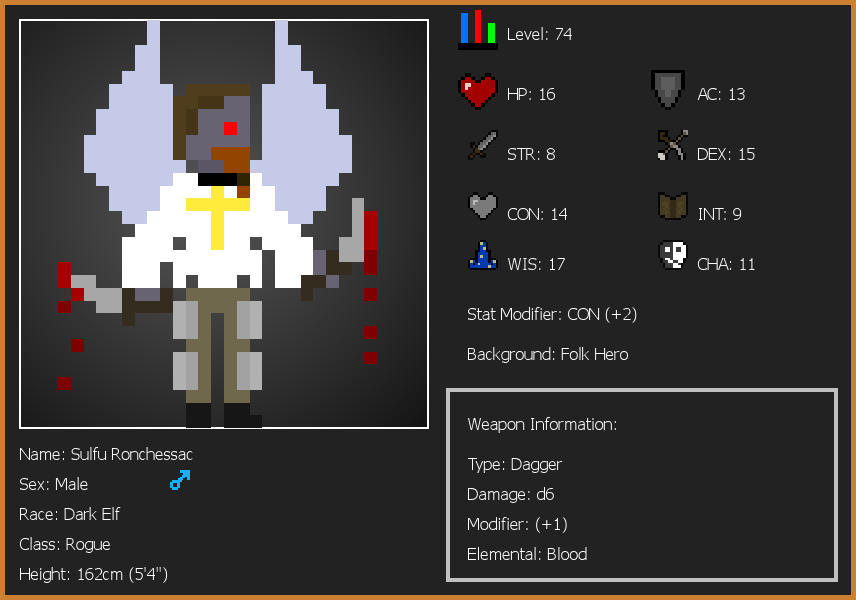 Level: 74
HP: 16
AC: 13
STR: 8
DEX: 15
CON: 14
INT: 9
WIS: 17
CHA: 11
Stat Modifier: CON (+2)
Background: Folk Hero
Weapon Information:
Type: Dagger
Damage: d6
Modifier: (+1)
Elemental: Blood
Name: Sulfu Ronchessac
Sex: Male
Race: Dark Elf
Class: Rogue
Height: 162cm (5'4")